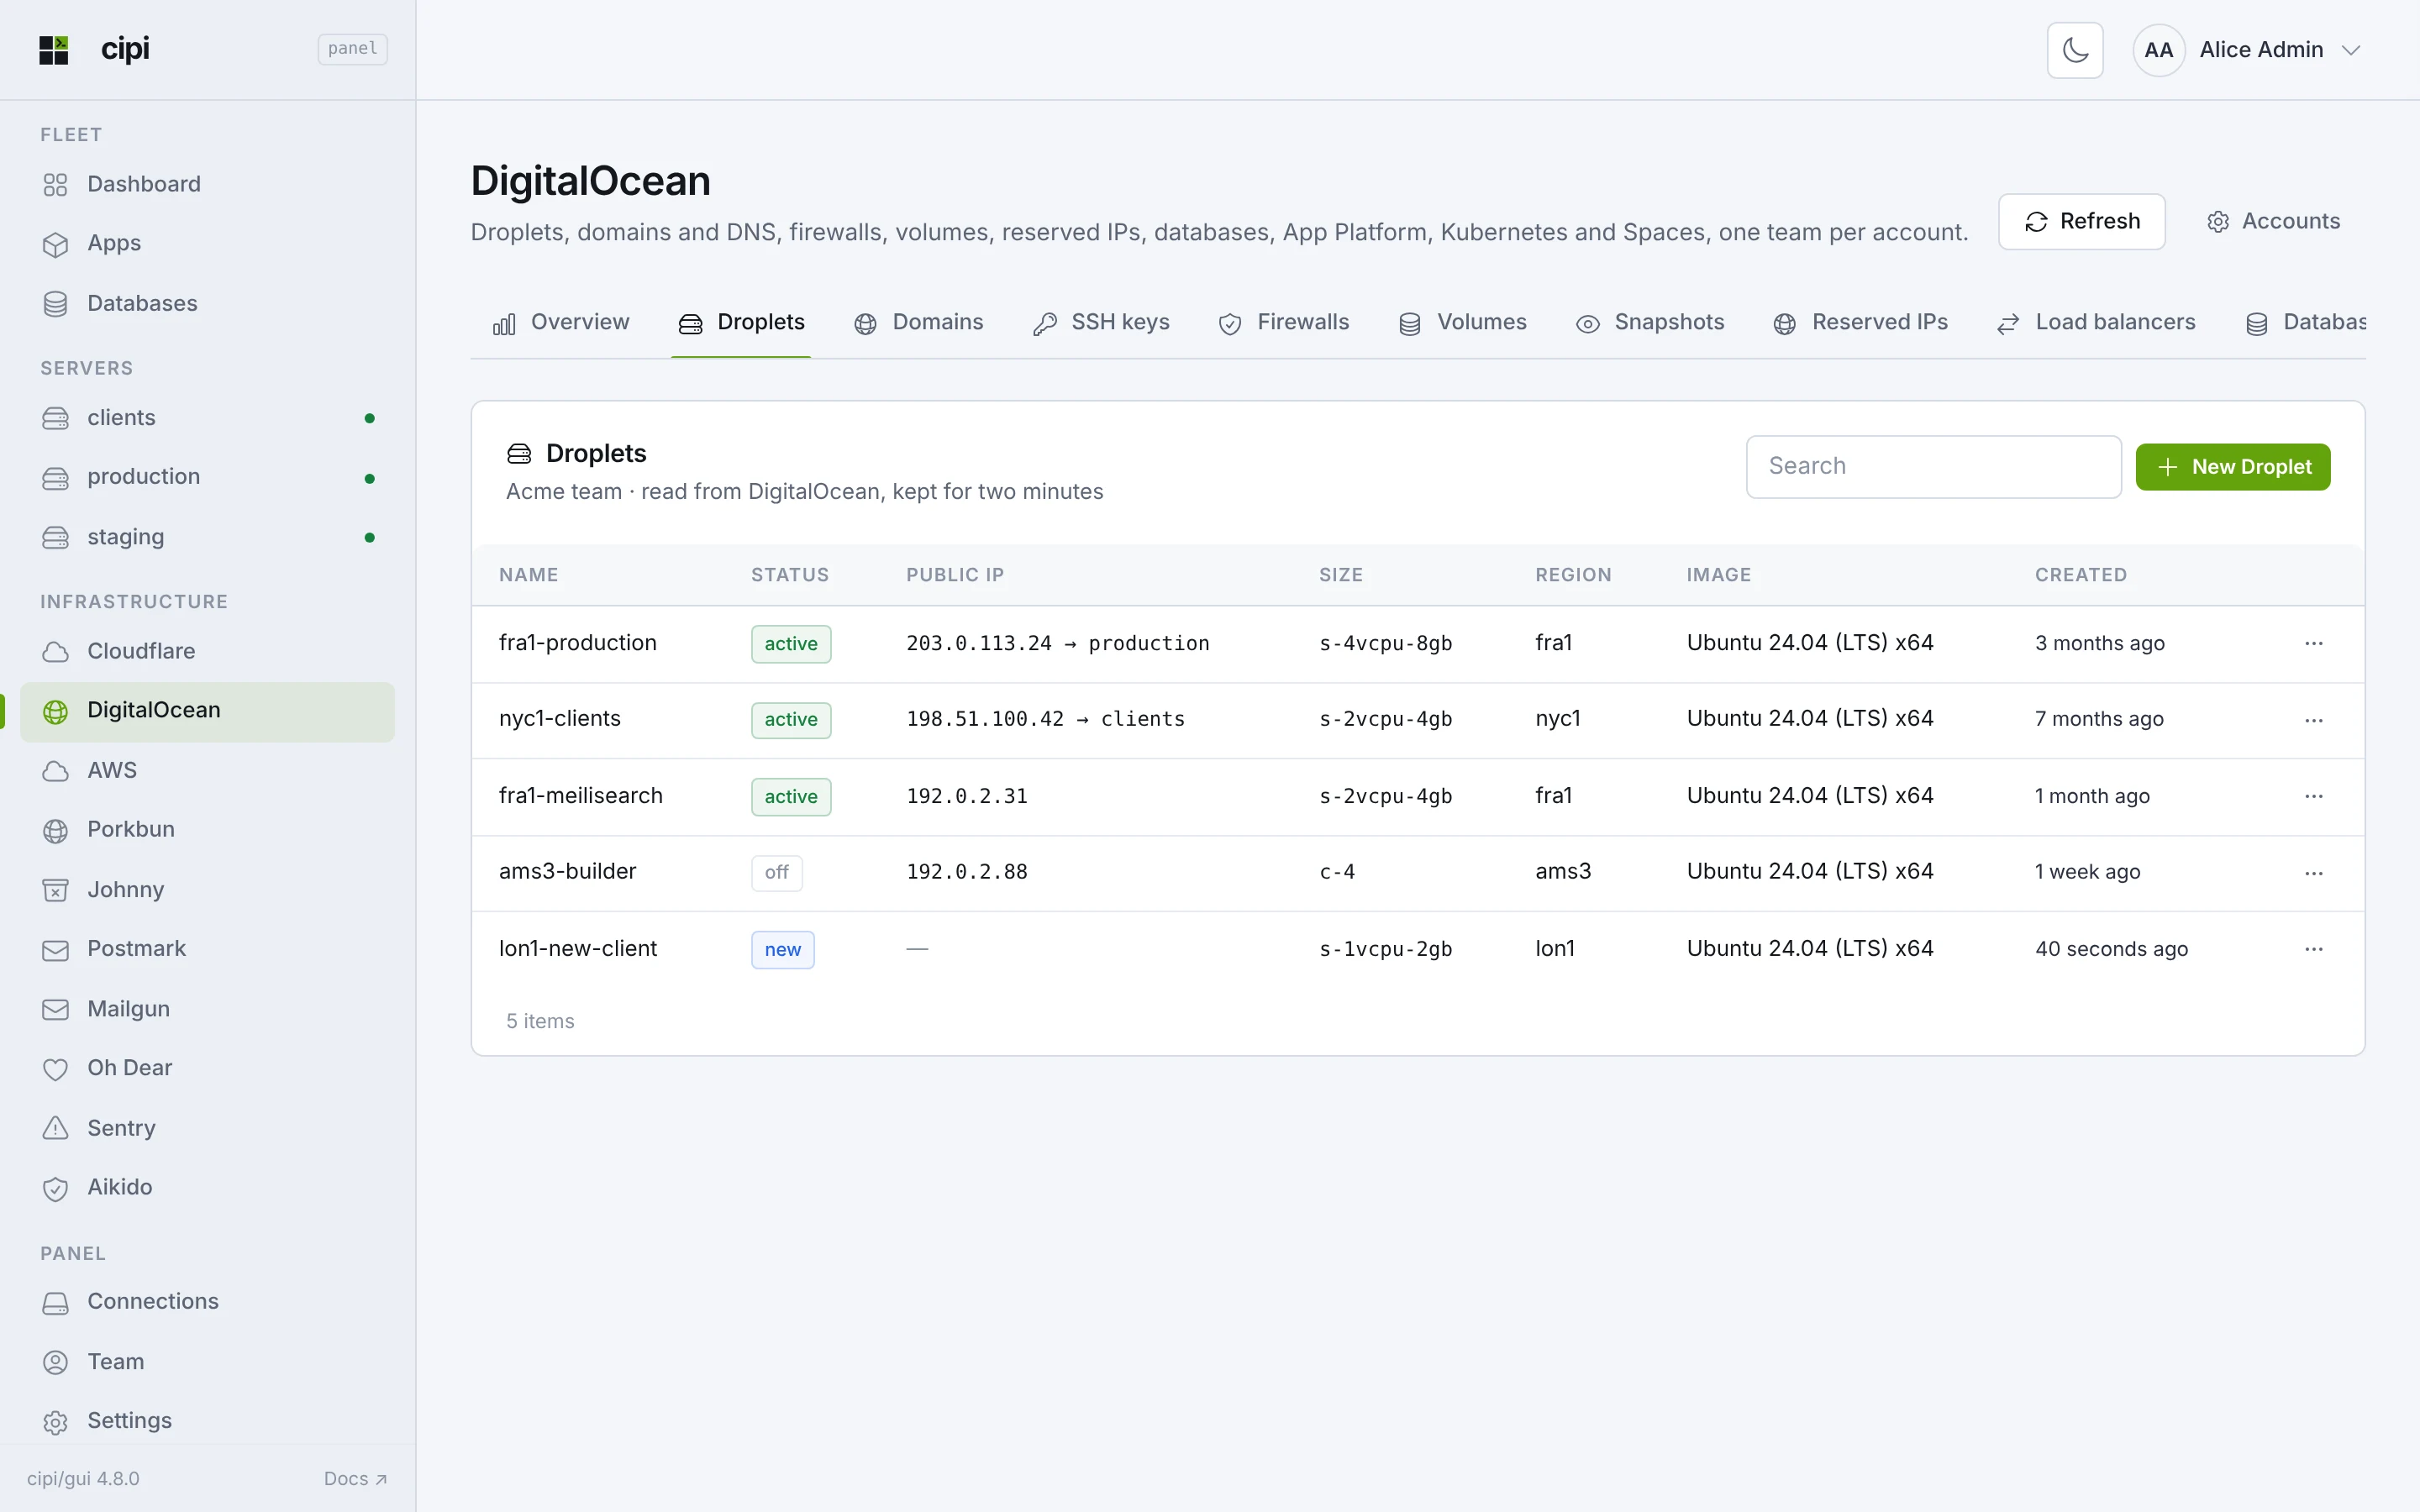 cipi
panel
FLEET
Dashboard
Apps
Databases
SERVERS
clients
production
staging
INFRASTRUCTURE
Cloudflare
DigitalOcean
AWS
Porkbun
Johnny
Postmark
Mailgun
Oh Dear
Sentry
Aikido
PANEL
Connections
Team
Settings
cipi/gui 4.8.0 Docs ↗
AA Alice Admin
DigitalOcean
Droplets, domains and DNS, firewalls, volumes, reserved IPs, databases, App Platform, Kubernetes and Spaces, one team per account.
Refresh Accounts
Overview Droplets Domains SSH keys Firewalls Volumes Snapshots Reserved IPs Load balancers Databas
Droplets
Acme team · read from DigitalOcean, kept for two minutes
Search
New Droplet
NAME STATUS PUBLIC IP SIZE REGION IMAGE CREATED
fra1-production active 203.0.113.24 → production s-4vcpu-8gb fra1 Ubuntu 24.04 (LTS) x64 3 months ago ···
nyc1-clients active 198.51.100.42 → clients s-2vcpu-4gb nyc1 Ubuntu 24.04 (LTS) x64 7 months ago ···
fra1-meilisearch active 192.0.2.31 s-2vcpu-4gb fra1 Ubuntu 24.04 (LTS) x64 1 month ago ···
ams3-builder off 192.0.2.88 c-4 ams3 Ubuntu 24.04 (LTS) x64 1 week ago ···
lon1-new-client new — s-1vcpu-2gb lon1 Ubuntu 24.04 (LTS) x64 40 seconds ago ···
5 items